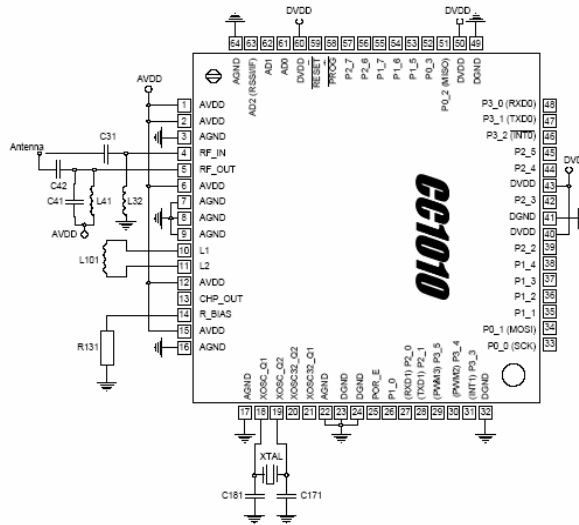 DVDD
DVDD
64 63 62 61 60 59 58 57 56 55 54 53 52 51 50 49
AGND
AD2 (RSSI/IF)
AD1
AD0
DVDD
RESET
PROG
P2_7
P2_6
P1_7
P1_6
P1_5
P0_3
P0_2 (MISO)
DVDD
DGND
AVDD
1 AVDD
2 AVDD
3 AGND
4 RF_IN
5 RF_OUT
6 AVDD
7 AGND
8 AGND
9 AGND
10 L1
11 L2
12 AVDD
13 CHP_OUT
14 R_BIAS
15 AVDD
16 AGND
Antenna
C31
C42
C41
L41
L32
AVDD
L101
R131
CC1010
P3_0 (RXD0) 48
P3_1 (TXD0) 47
P3_2 (INT0) 46
P2_5 45
P2_4 44
DVDD 43
P2_3 42
DGND 41
DVDD 40
P2_2 39
P1_4 38
P1_3 37
P1_2 36
P1_1 35
P0_1 (MOSI) 34
P0_0 (SCK) 33
AGND
XOSC_Q1
XOSC_Q2
XOSC32_Q2
XOSC32_Q1
AGND
DGND
DGND
POR_E
P1_0
(RXD1) P2_0
(TXD1) P2_1
(PWM3) P3_5
(PWM2) P3_4
(INT1) P3_3
DGND
17 18 19 20 21 22 23 24 25 26 27 28 29 30 31 32
XTAL
C181
C171